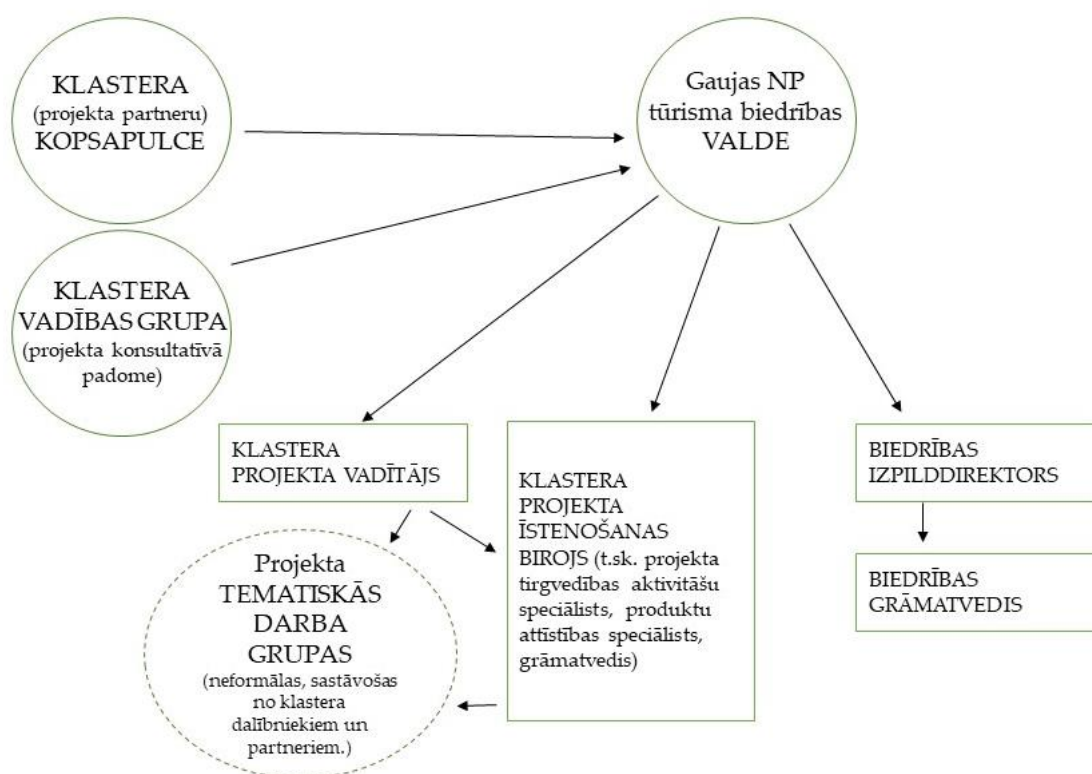 KLASTERA
(projekta partneru)
KOPSAPULCE
Gaujas NP
tūrisma biedrības
VALDE
KLASTERA
VADĪBAS GRUPA
(projekta konsultatīvā
padome)
KLASTERA
PROJEKTA VADĪTĀJS
KLASTERA
PROJEKTA
ĪSTENOŠANAS
BIROJS (t.sk. projekta
tirgvedības aktivitāšu
speciālists, produktu
attīstības speciālists,
grāmatvedis)
BIEDRĪBAS
IZPILDDIREKTORS
BIEDRĪBAS
GRĀMATVEDIS
Projekta
TEMATISKĀS
DARBA
GRUPAS
(neformālas, sastāvošas
no klastera
dalībniekiem un
partneriem.)